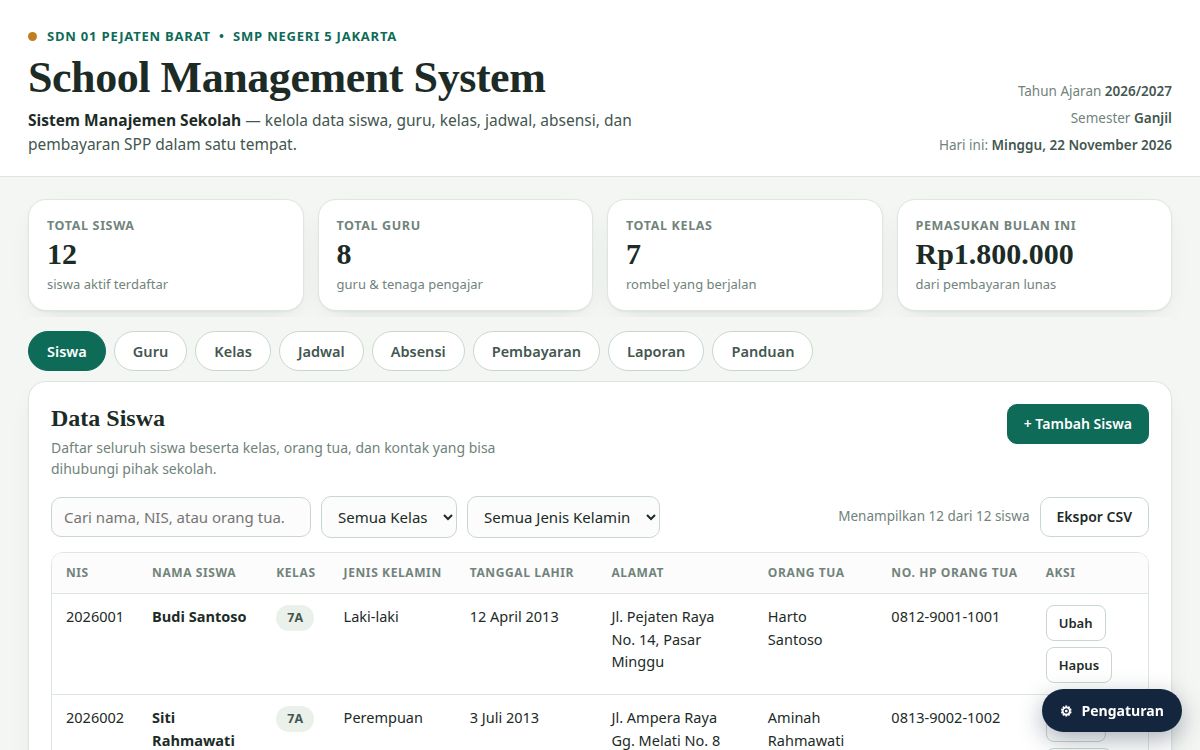 SDN 01 PEJATEN BARAT • SMP NEGERI 5 JAKARTA
School Management System
Sistem Manajemen Sekolah — kelola data siswa, guru, kelas, jadwal, absensi, dan
pembayaran SPP dalam satu tempat.
Tahun Ajaran 2026/2027
Semester Ganjil
Hari ini: Minggu, 22 November 2026
TOTAL SISWA
12
siswa aktif terdaftar
TOTAL GURU
8
guru & tenaga pengajar
TOTAL KELAS
7
rombel yang berjalan
PEMASUKAN BULAN INI
Rp1.800.000
dari pembayaran lunas
Siswa Guru Kelas Jadwal Absensi Pembayaran Laporan Panduan
Data Siswa
Daftar seluruh siswa beserta kelas, orang tua, dan kontak yang bisa
dihubungi pihak sekolah.
+ Tambah Siswa
Cari nama, NIS, atau orang tua. Semua Kelas Semua Jenis Kelamin Menampilkan 12 dari 12 siswa Ekspor CSV
NIS NAMA SISWA KELAS JENIS KELAMIN TANGGAL LAHIR ALAMAT ORANG TUA NO. HP ORANG TUA AKSI
2026001 Budi Santoso 7A Laki-laki 12 April 2013 Jl. Pejaten Raya Harto 0812-9001-1001 Ubah
No. 14, Pasar Santoso
Minggu Hapus
2026002 Siti 7A Perempuan 3 Juli 2013 Jl. Ampera Raya Aminah 0813-9002-1002
Rahmawati Gg. Melati No. 8 Rahmawati
⚙ Pengaturan